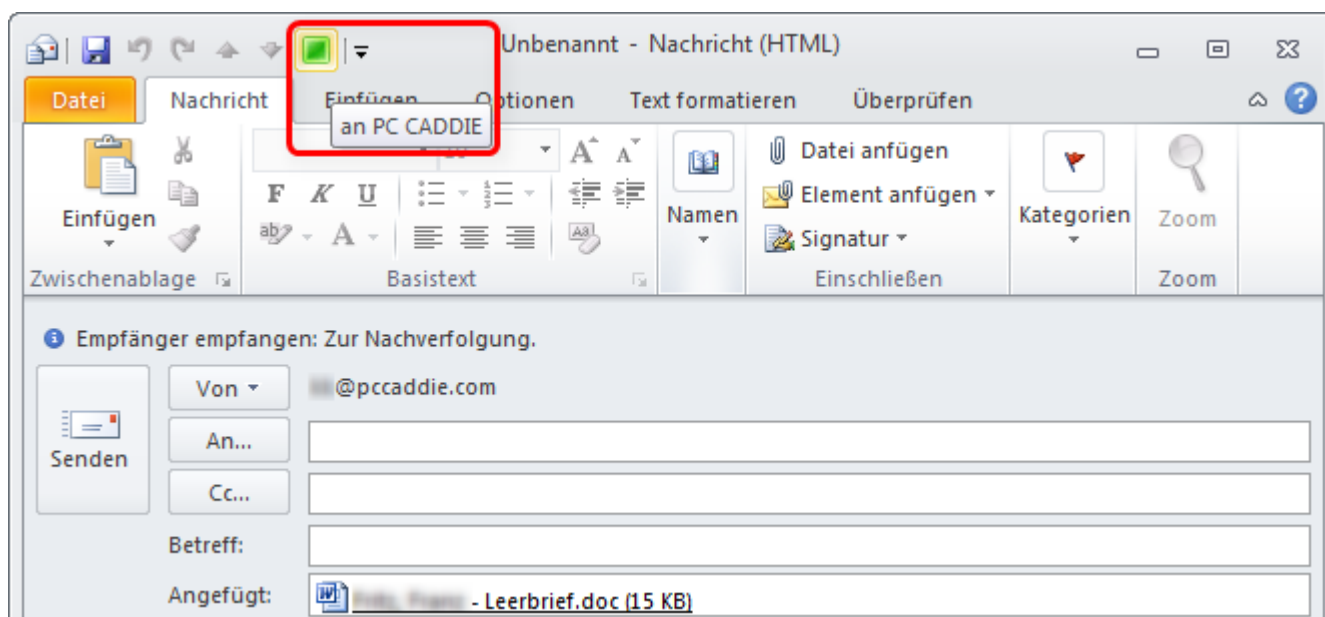 Unbenannt - Nachricht (HTML)
Datei Nachricht Einfügen Optionen Text formatieren Überprüfen
an PC CADDIE
Datei anfügen
F K U Element anfügen
Einfügen Namen Kategorien Zoom
Signatur
Zwischenablage Basistext Einschließen Zoom
Empfänger empfangen: Zur Nachverfolgung.
Von @pccaddie.com
An...
Senden
Cc...
Betreff:
Angefügt: - Leerbrief.doc (15 KB)